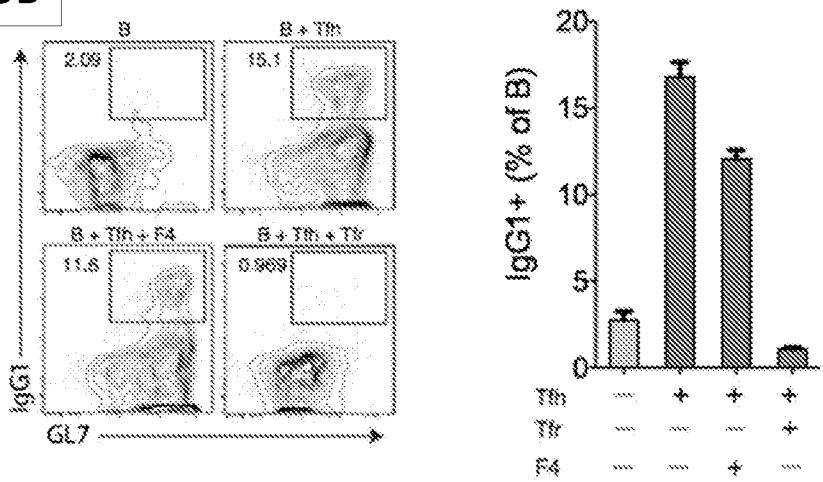 B
B + Tfh
2.09
15.1
B + Tfh + F4
B + Tfh + Tfr
11.6
0.969
IgG1
GL7
IgG1+ (% of B)
20
15
10
5
0
Tfh — + + +
Tfr — — — +
F4 — — + —